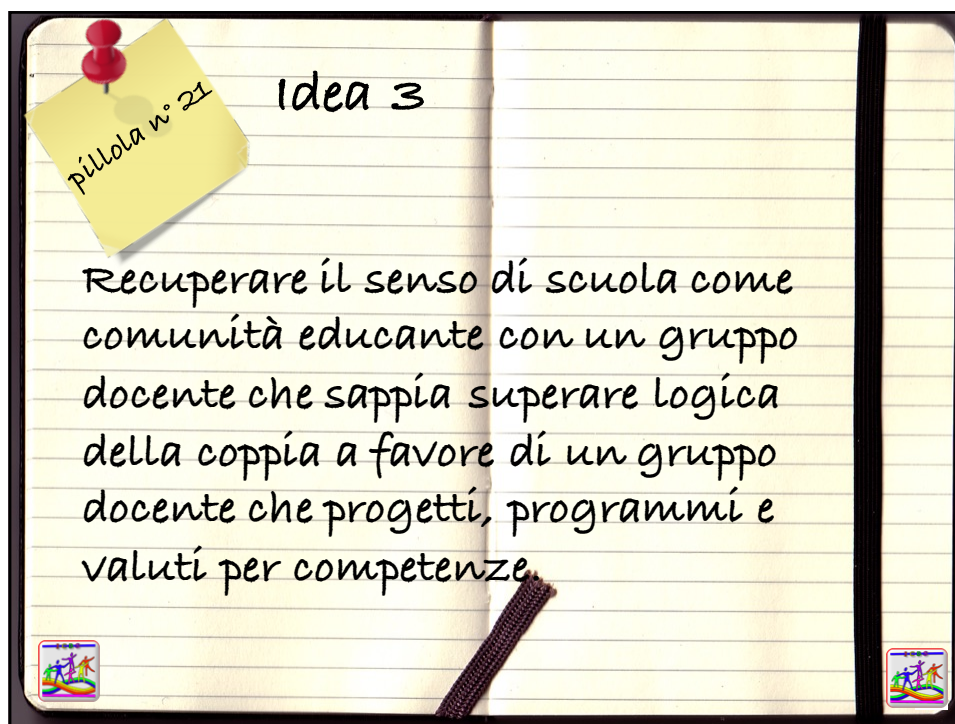 pillola n° 21
Idea 3
Recuperare il senso di scuola come
comunità educante con un gruppo
docente che sappia superare logica
della coppia a favore di un gruppo
docente che progetti, programmi e
valuti per competenze.